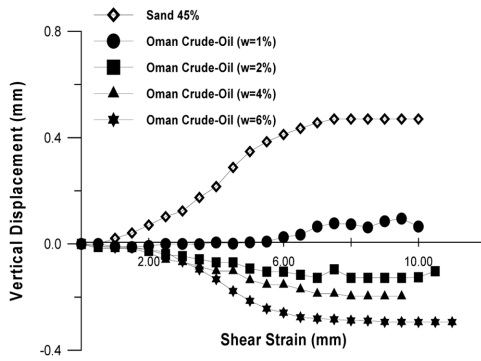 Sand 45%
Oman Crude-Oil (w=1%)
Oman Crude-Oil (w=2%)
Oman Crude-Oil (w=4%)
Oman Crude-Oil (w=6%)
Vertical Displacement (mm)
0.8
0.4
0.0
-0.4
2.00
6.00
10.00
Shear Strain (mm)